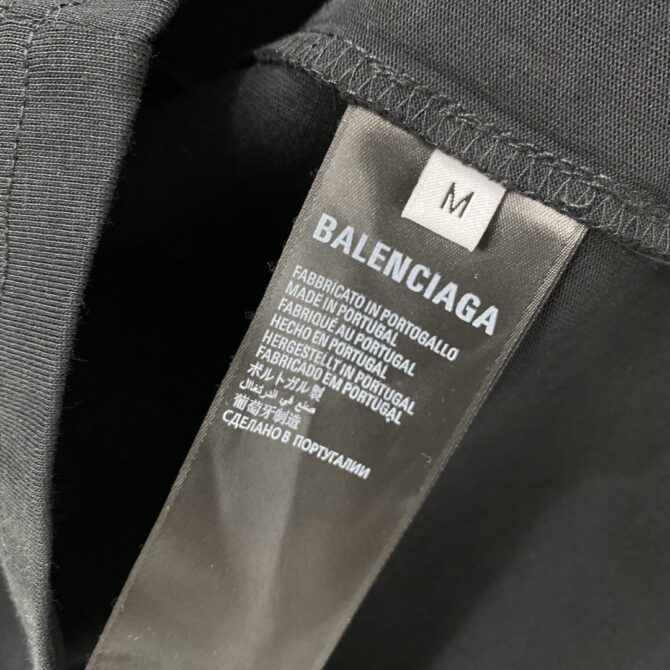 M
BALENCIAGA
FABBRICATO IN PORTOGALLO
MADE IN PORTUGAL
FABRIQUÉ AU PORTUGAL
HECHO EN PORTUGAL
HERGESTELLT IN PORTUGAL
FABRICADO EM PORTUGAL
ポルトガル製
صنع في البرتغال
葡萄牙制造
СДЕЛАНО В ПОРТУГАЛИИ